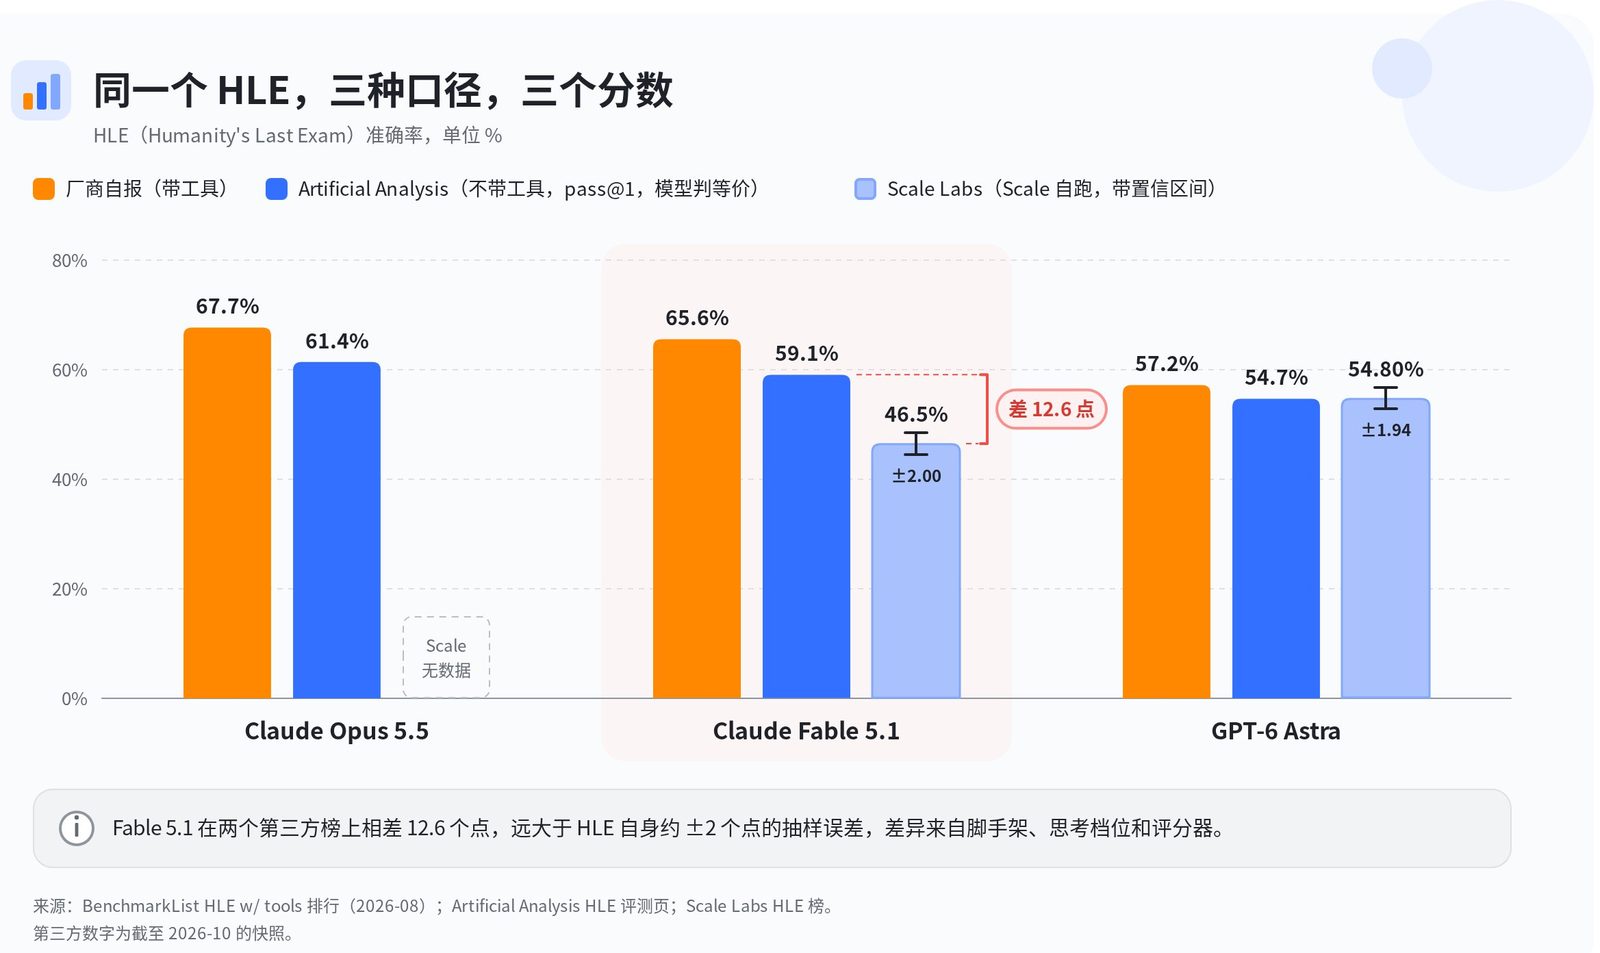 同一个 HLE，三种口径，三个分数
HLE（Humanity's Last Exam）准确率，单位 %
厂商自报（带工具）
Artificial Analysis（不带工具，pass@1，模型判等价）
Scale Labs（Scale 自跑，带置信区间）
80%
60%
40%
20%
0%
67.7%
61.4%
Scale
无数据
65.6%
59.1%
46.5%
±2.00
差 12.6 点
57.2%
54.7%
54.80%
±1.94
Claude Opus 5.5
Claude Fable 5.1
GPT-6 Astra
Fable 5.1 在两个第三方榜上相差 12.6 个点，远大于 HLE 自身约 ±2 个点的抽样误差，差异来自脚手架、思考档位和评分器。
来源：BenchmarkList HLE w/ tools 排行（2026-08）；Artificial Analysis HLE 评测页；Scale Labs HLE 榜。
第三方数字为截至 2026-10 的快照。